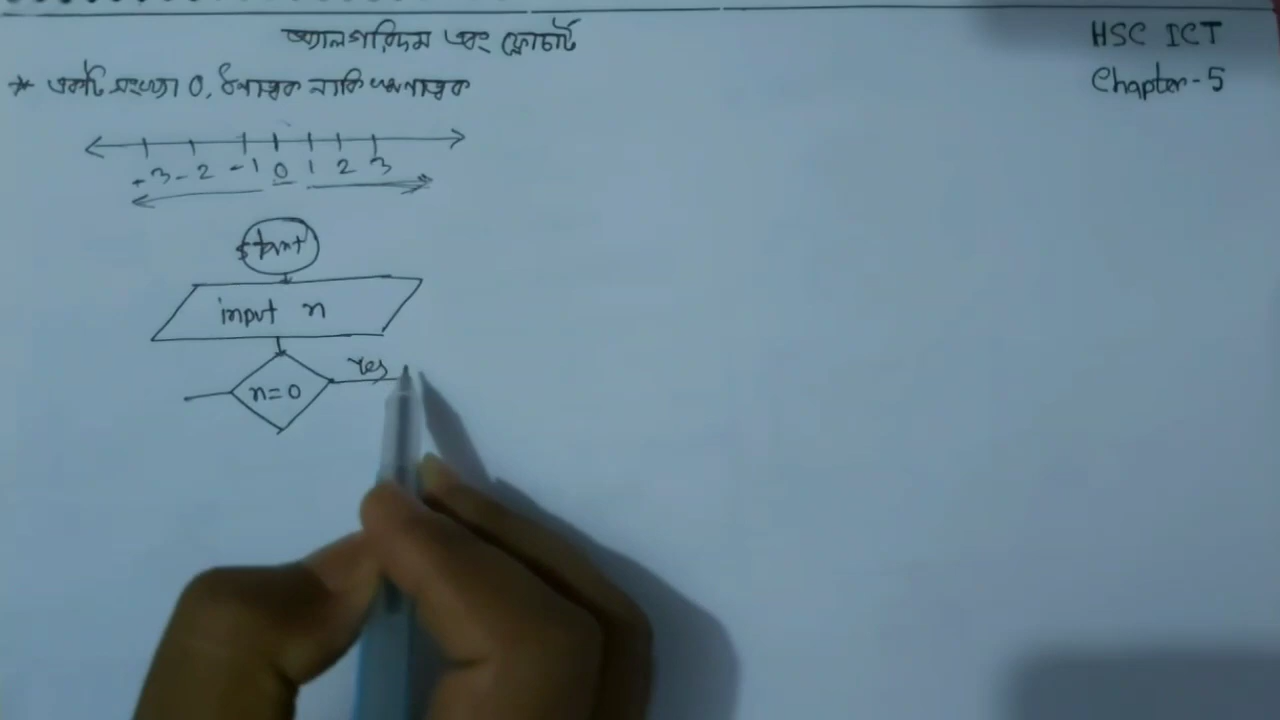 অ্যালগরিদম এবং ফ্লোচার্ট
HSC ICT
Chapter-5
* একটি সংখ্যা 0, ধনাত্মক নাকি ঋণাত্মক
-3 -2 -1 0 1 2 3
start
input n
Yes
n=0